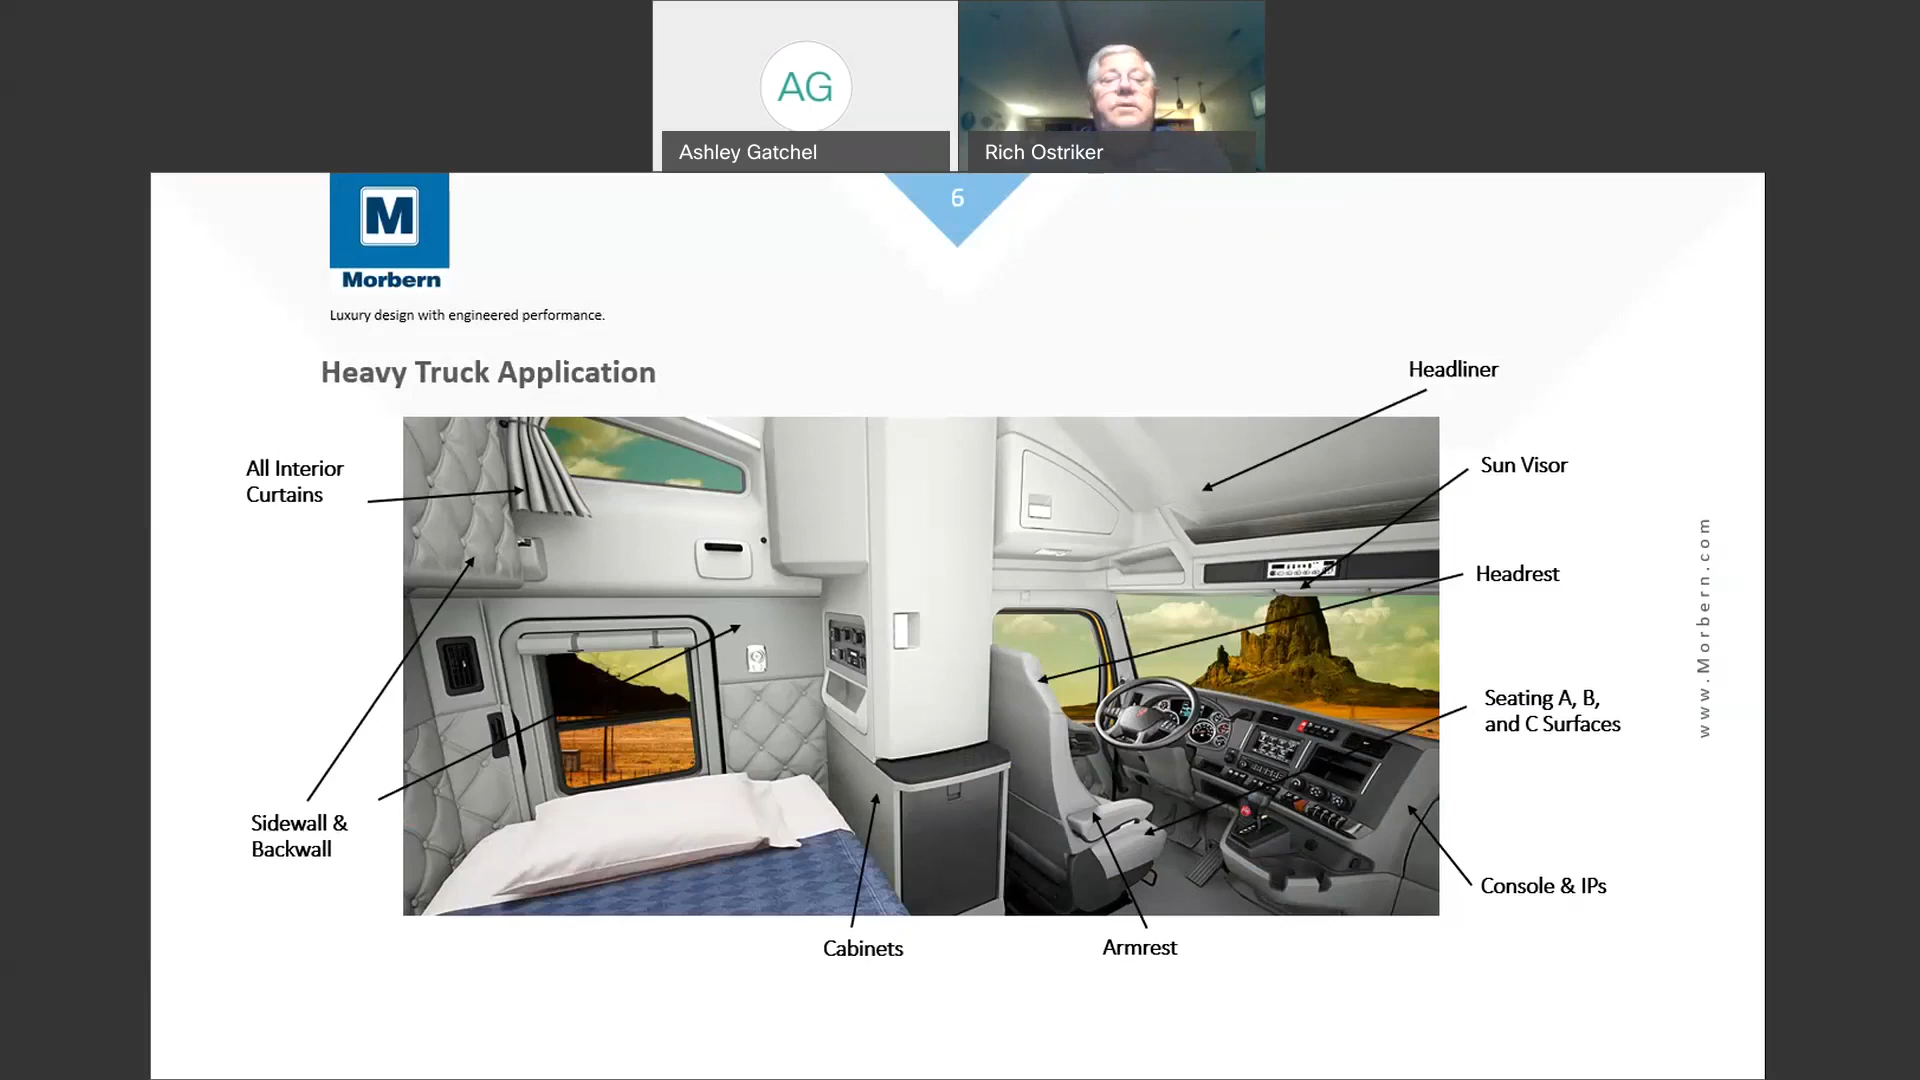 AG
Ashley Gatchel
Rich Ostriker
6
M
Morbern
Luxury design with engineered performance.
Heavy Truck Application
Headliner
All Interior
Curtains
Sun Visor
Headrest
Seating A, B,
and C Surfaces
www.Morbern.com
Sidewall &
Backwall
Console & IPs
Cabinets
Armrest